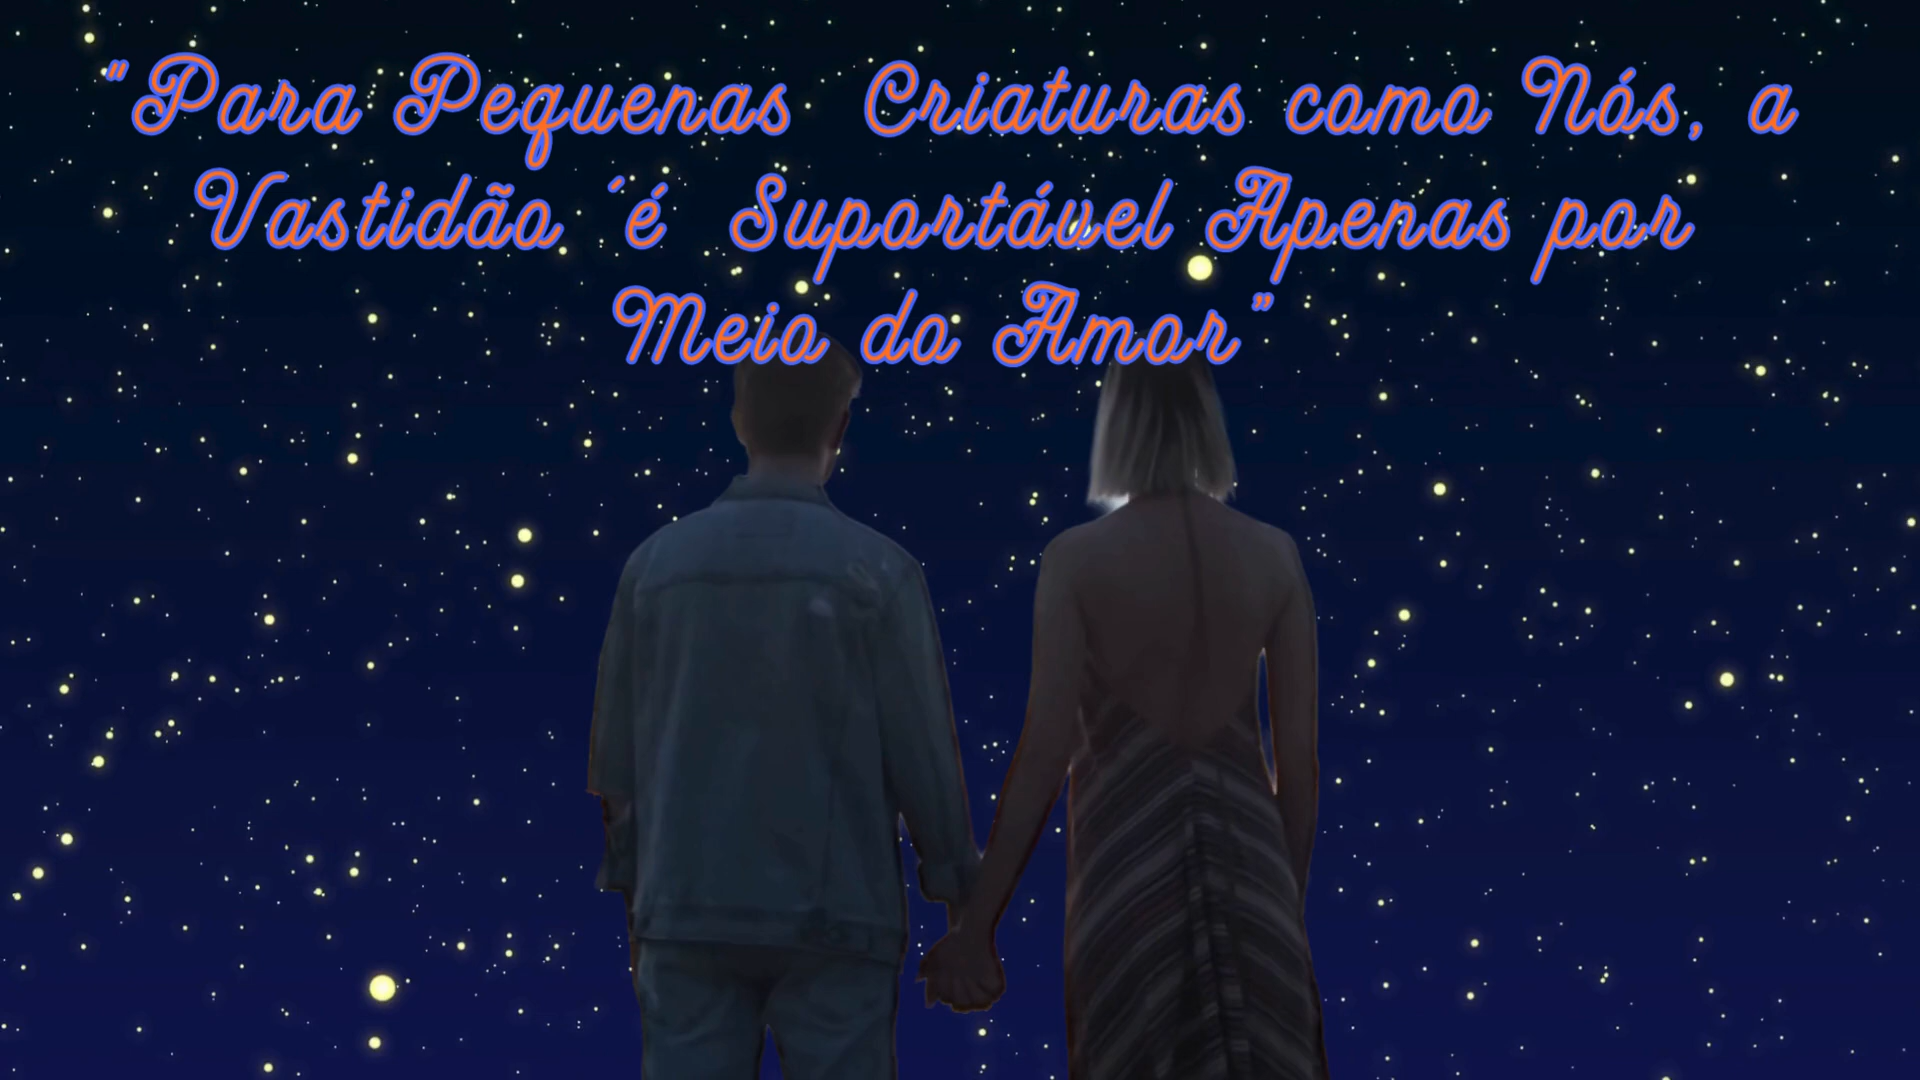 "Para Pequenas Criaturas como Nós, a
Vastidão ´é Suportável Apenas por
Meio do Amor"